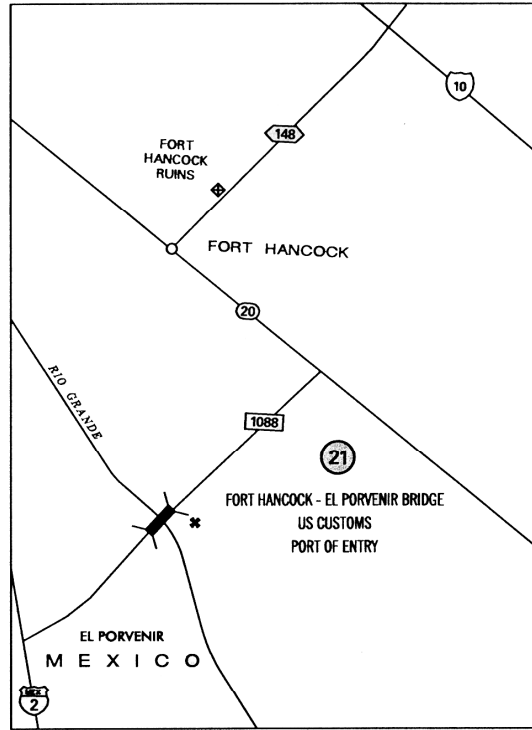 10
148
FORT
HANCOCK
RUINS
FORT HANCOCK
20
RIO GRANDE
1088
21
FORT HANCOCK - EL PORVENIR BRIDGE
US CUSTOMS
PORT OF ENTRY
EL PORVENIR
MEXICO
MEX
2